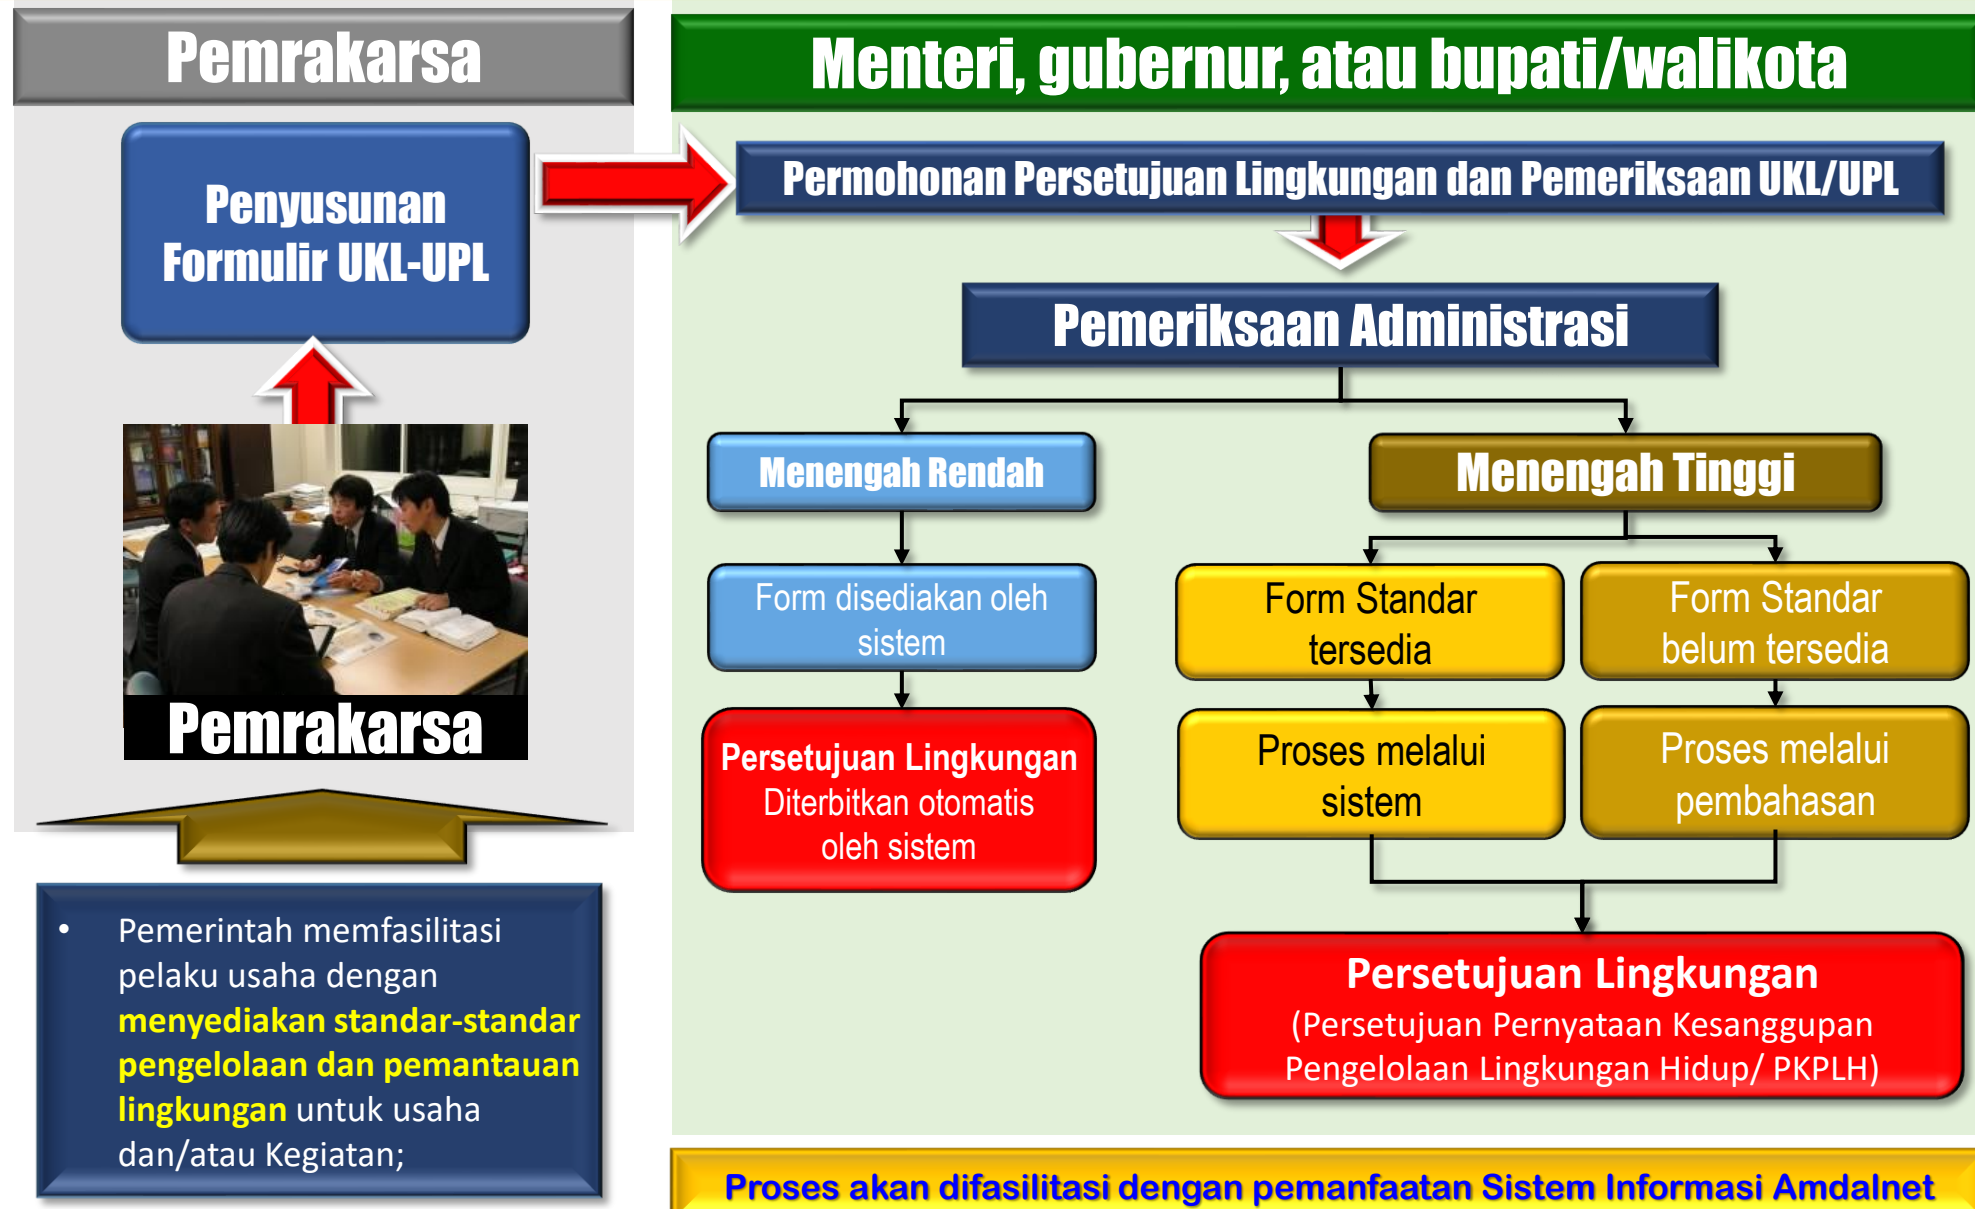 Pemrakarsa
Penyusunan
Formulir UKL-UPL
Pemrakarsa
• Pemerintah memfasilitasi
pelaku usaha dengan
menyediakan standar-standar
pengelolaan dan pemantauan
lingkungan untuk usaha
dan/atau Kegiatan;
Menteri, gubernur, atau bupati/walikota
Permohonan Persetujuan Lingkungan dan Pemeriksaan UKL/UPL
Pemeriksaan Administrasi
Menengah Rendah
Form disediakan oleh
sistem
Persetujuan Lingkungan
Diterbitkan otomatis
oleh sistem
Menengah Tinggi
Form Standar
tersedia
Proses melalui
sistem
Form Standar
belum tersedia
Proses melalui
pembahasan
Persetujuan Lingkungan
(Persetujuan Pernyataan Kesanggupan
Pengelolaan Lingkungan Hidup/ PKPLH)
Proses akan difasilitasi dengan pemanfaatan Sistem Informasi Amdalnet